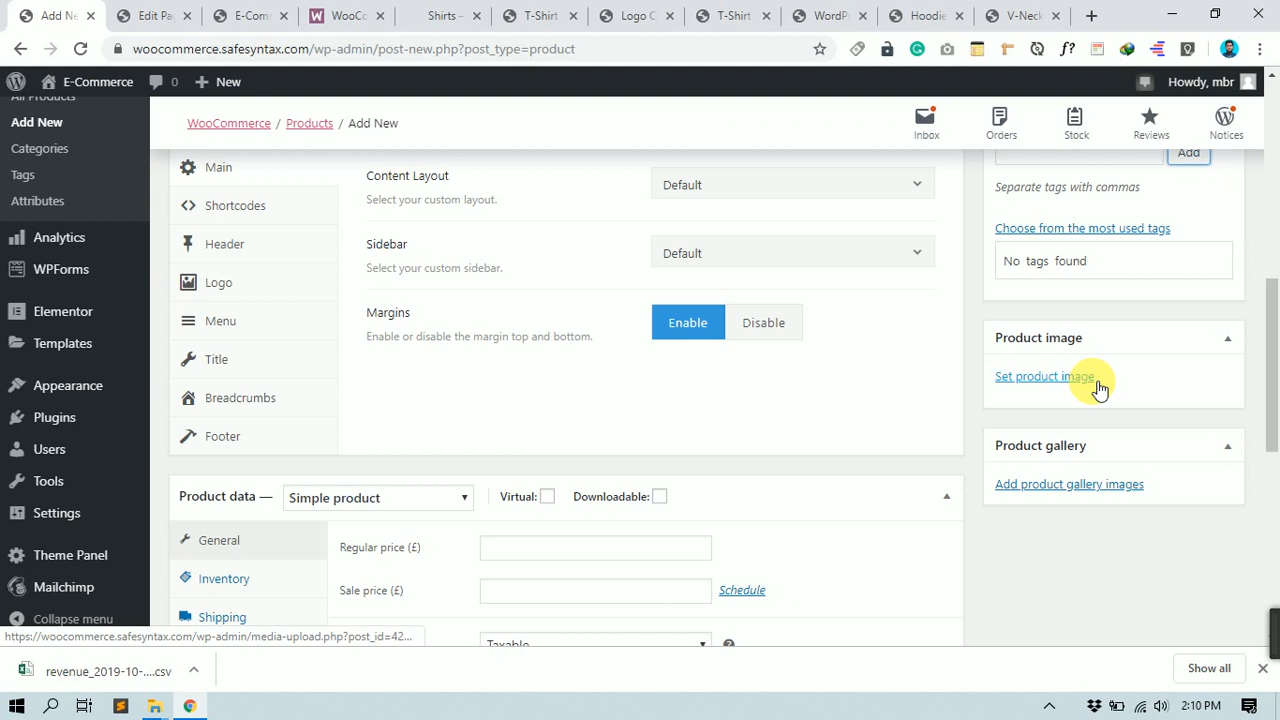 Add New
Edit Pa
E-Com
WooCo
Shirts –
T-Shirt
Logo C
T-Shirt
WordP
Hoodie
V-Neck
woocommerce.safesyntax.com/wp-admin/post-new.php?post_type=product
E-Commerce
0
New
Howdy, mbr
All Products
Add New
Categories
Tags
Attributes
Analytics
WPForms
Elementor
Templates
Appearance
Plugins
Users
Tools
Settings
Theme Panel
Mailchimp
Collapse menu
WooCommerce / Products / Add New
Inbox
Orders
Stock
Reviews
Notices
Main
Shortcodes
Header
Logo
Menu
Title
Breadcrumbs
Footer
Content Layout
Select your custom layout.
Default
Sidebar
Select your custom sidebar.
Default
Margins
Enable or disable the margin top and bottom.
Enable
Disable
Product data —
Simple product
Virtual:
Downloadable:
General
Inventory
Shipping
Regular price (£)
Sale price (£)
Schedule
Taxable
Add
Separate tags with commas
Choose from the most used tags
No tags found
Product image
Set product image
Product gallery
Add product gallery images
https://woocommerce.safesyntax.com/wp-admin/media-upload.php?post_id=42...
revenue_2019-10-....csv
Show all
2:10 PM